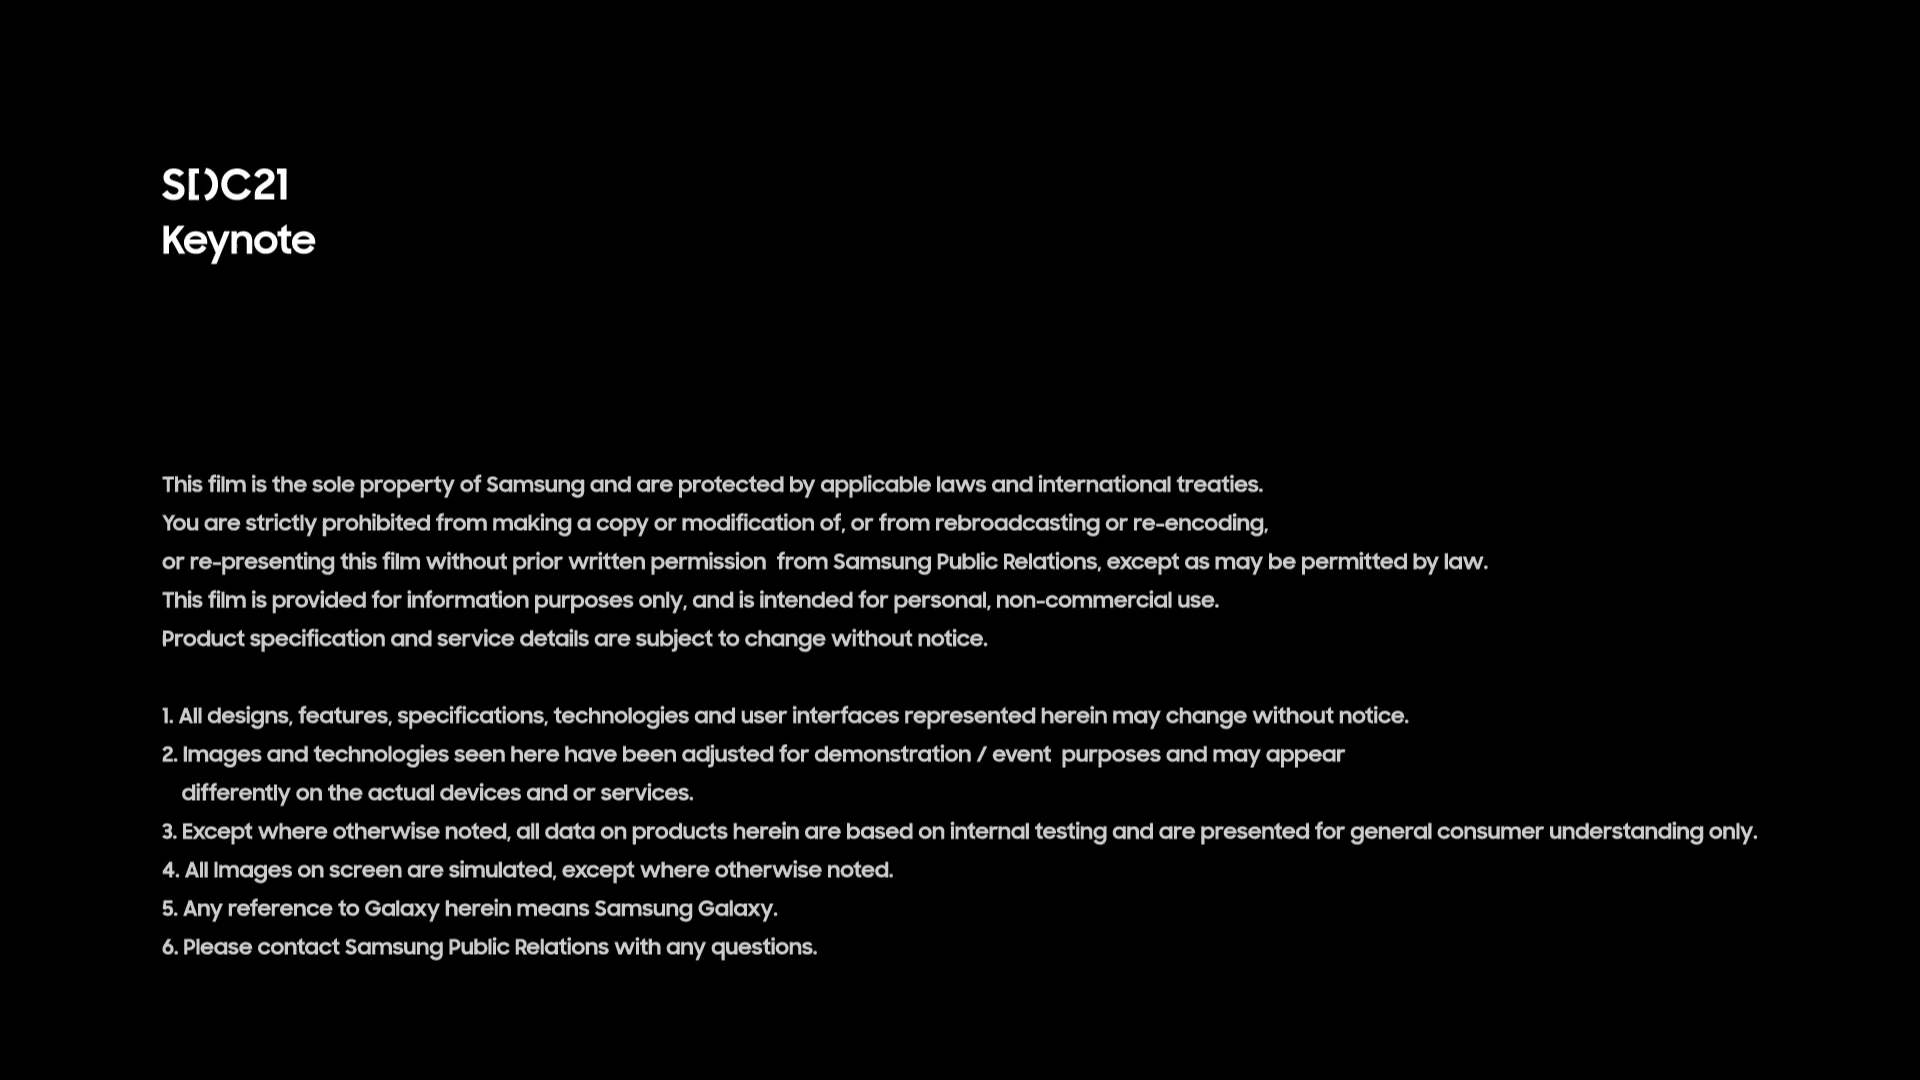 SDC21
Keynote
This film is the sole property of Samsung and are protected by applicable laws and international treaties.
You are strictly prohibited from making a copy or modification of, or from rebroadcasting or re-encoding,
or re-presenting this film without prior written permission  from Samsung Public Relations, except as may be permitted by law.
This film is provided for information purposes only, and is intended for personal, non-commercial use.
Product specification and service details are subject to change without notice.
1. All designs, features, specifications, technologies and user interfaces represented herein may change without notice.
2. Images and technologies seen here have been adjusted for demonstration / event  purposes and may appear
differently on the actual devices and or services.
3. Except where otherwise noted, all data on products herein are based on internal testing and are presented for general consumer understanding only.
4. All Images on screen are simulated, except where otherwise noted.
5. Any reference to Galaxy herein means Samsung Galaxy.
6. Please contact Samsung Public Relations with any questions.